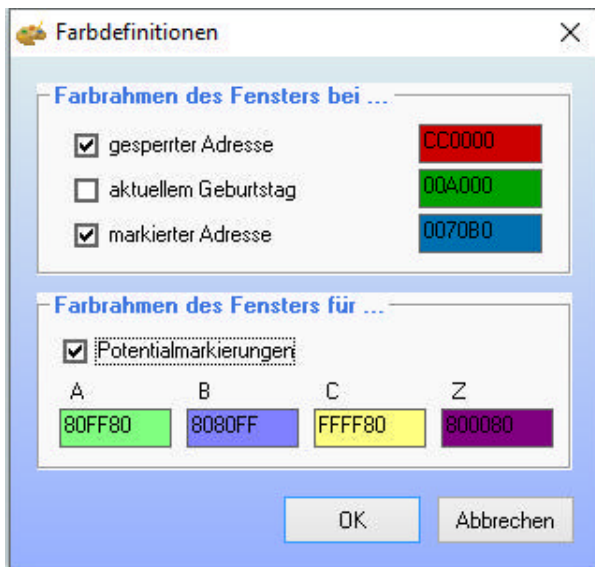 Farbdefinitionen
Farbrahmen des Fensters bei ...
gesperrter Adresse CC0000
aktuellem Geburtstag 00A000
markierter Adresse 0070B0
Farbrahmen des Fensters für ...
Potentialmarkierungen
A B C Z
80FF80 8080FF FFFF80 800080
OK Abbrechen